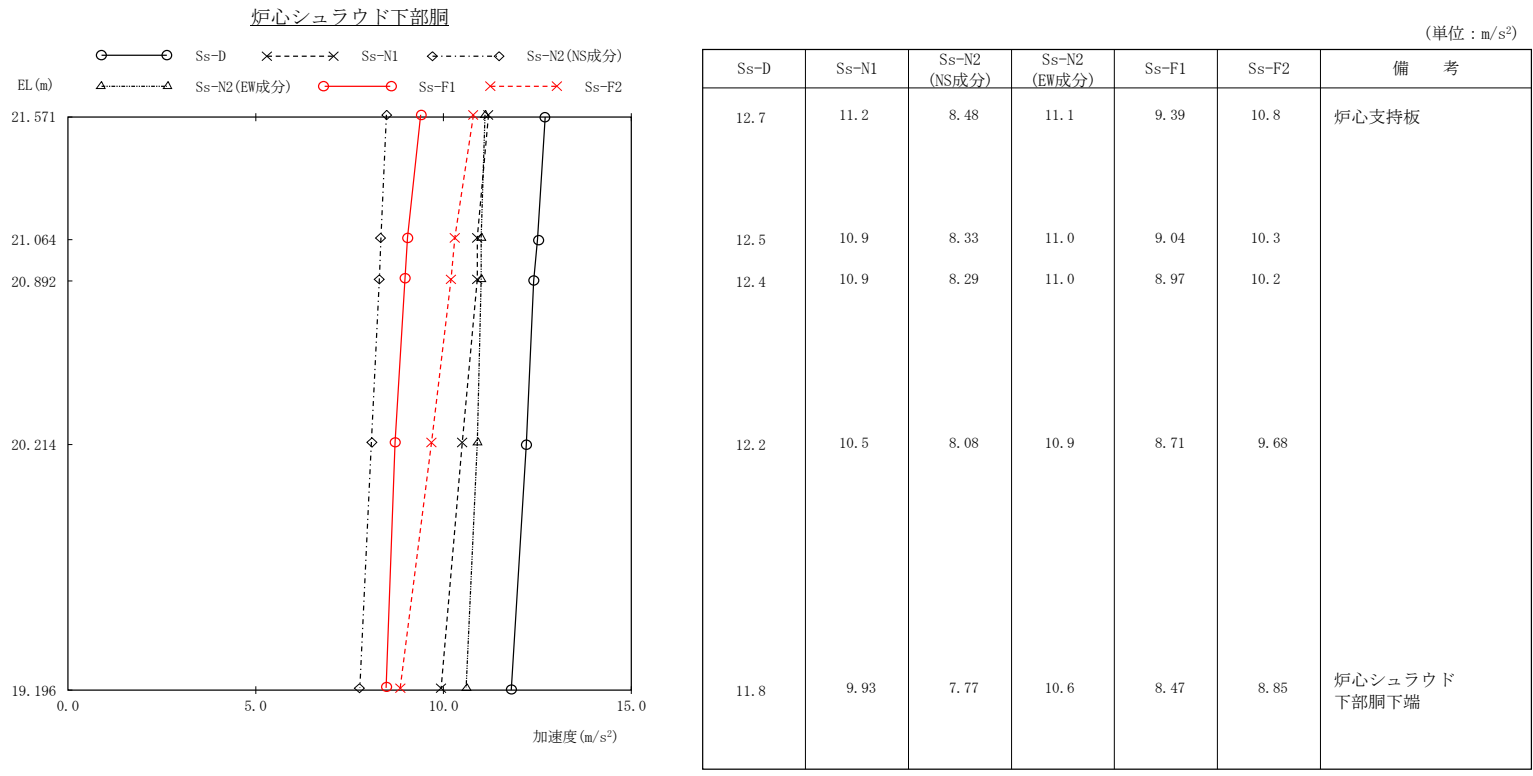 炉心シュラウド下部胴
Ss-D Ss-N1 Ss-N2(NS成分)
Ss-N2(EW成分) Ss-F1 Ss-F2
EL(m)
21.571
21.064
20.892
20.214
19.196
0.0 5.0 10.0 15.0
加速度(m/s²)
(単位：m/s²)
Ss-D Ss-N1 Ss-N2 (NS成分) Ss-N2 (EW成分) Ss-F1 Ss-F2 備 考
12.7 11.2 8.48 11.1 9.39 10.8 炉心支持板
12.5 10.9 8.33 11.0 9.04 10.3
12.4 10.9 8.29 11.0 8.97 10.2
12.2 10.5 8.08 10.9 8.71 9.68
11.8 9.93 7.77 10.6 8.47 8.85 炉心シュラウド
下部胴下端